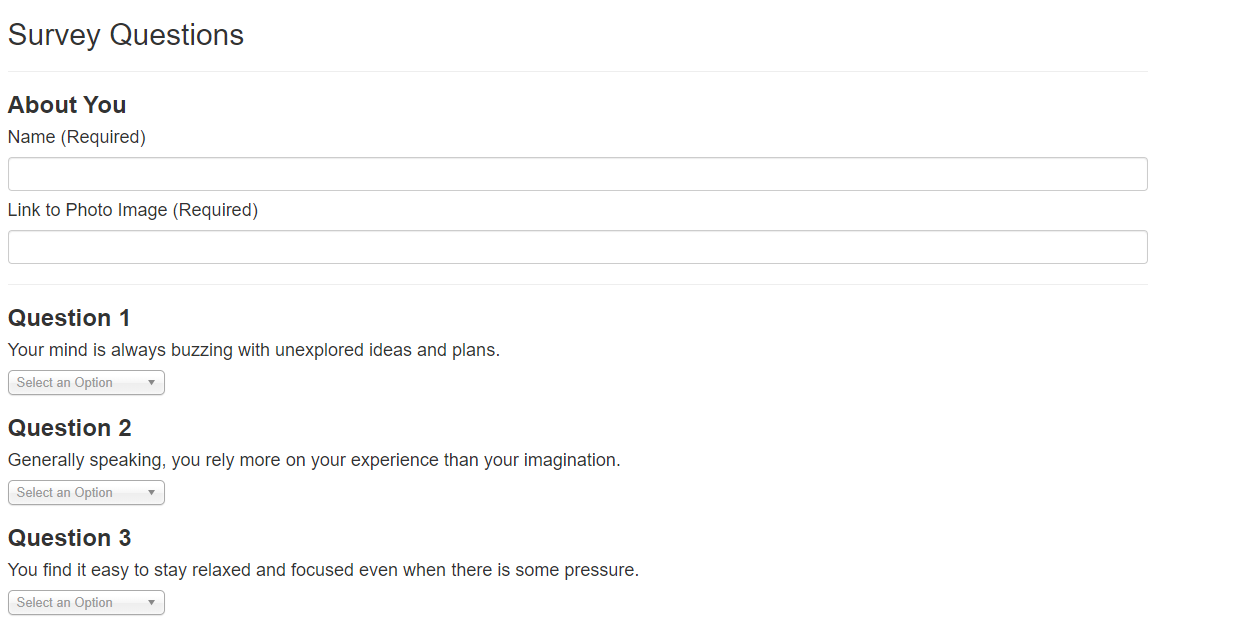 Survey Questions
About You
Name (Required)
Link to Photo Image (Required)
Question 1
Your mind is always buzzing with unexplored ideas and plans.
Select an Option
Question 2
Generally speaking, you rely more on your experience than your imagination.
Select an Option
Question 3
You find it easy to stay relaxed and focused even when there is some pressure.
Select an Option